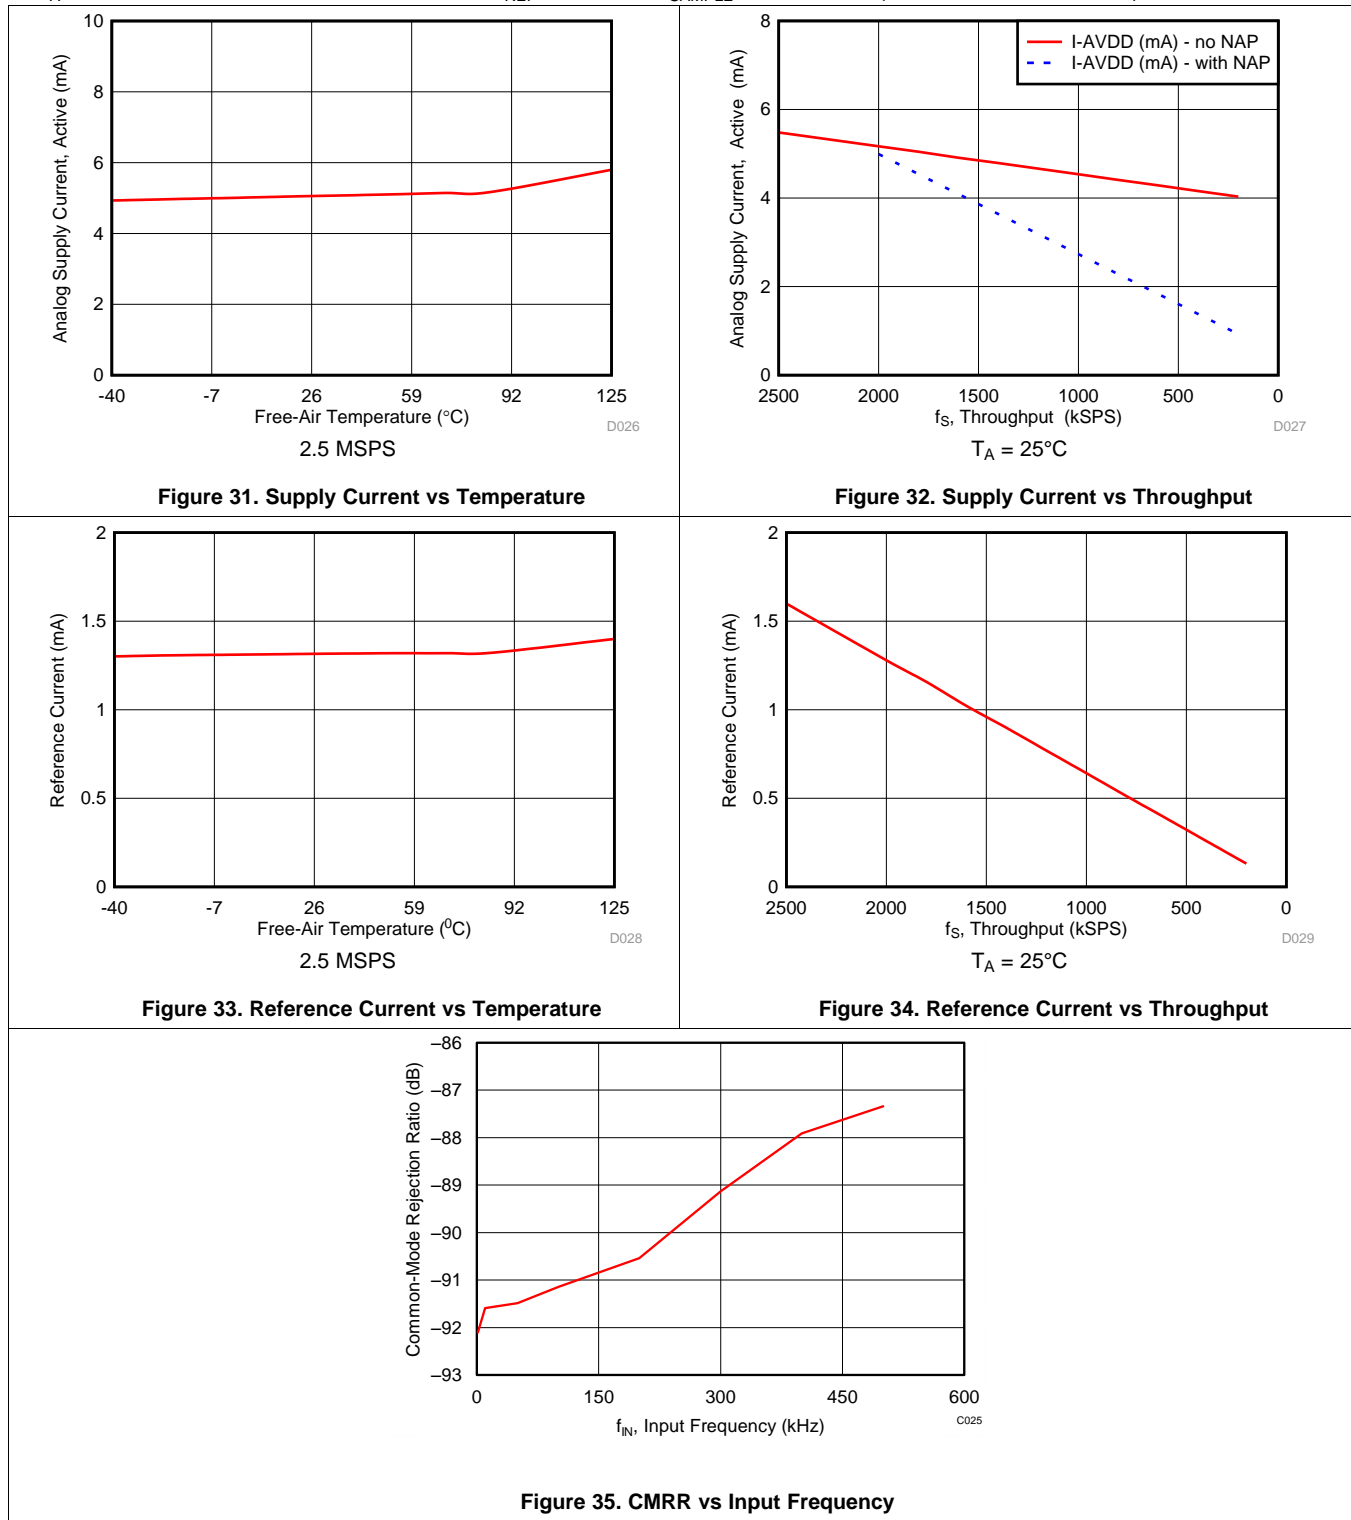 10
8
6
4
2
0
Analog Supply Current, Active (mA)
-40 -7 26 59 92 125
Free-Air Temperature (°C)
D026
2.5 MSPS
Figure 31. Supply Current vs Temperature
8
6
4
2
0
Analog Supply Current, Active (mA)
I-AVDD (mA) - no NAP
I-AVDD (mA) - with NAP
2500 2000 1500 1000 500 0
fS, Throughput (kSPS)
D027
TA = 25°C
Figure 32. Supply Current vs Throughput
2
1.5
1
0.5
0
Reference Current (mA)
-40 -7 26 59 92 125
Free-Air Temperature (⁰C)
D028
2.5 MSPS
Figure 33. Reference Current vs Temperature
2
1.5
1
0.5
0
Reference Current (mA)
2500 2000 1500 1000 500 0
fS, Throughput (kSPS)
D029
TA = 25°C
Figure 34. Reference Current vs Throughput
–86
–87
–88
–89
–90
–91
–92
–93
Common-Mode Rejection Ratio (dB)
0 150 300 450 600
fIN, Input Frequency (kHz)
C025
Figure 35. CMRR vs Input Frequency